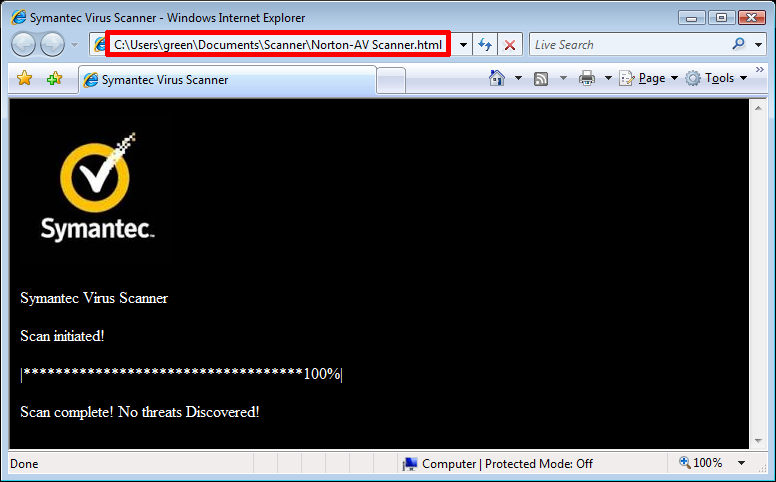 Symantec Virus Scanner - Windows Internet Explorer
C:\Users\green\Documents\Scanner\Norton-AV Scanner.html
Live Search
Symantec Virus Scanner
Page
Tools
»
Symantec.
Symantec Virus Scanner
Scan initiated!
|***********************************100%|
Scan complete! No threats Discovered!
Done
Computer | Protected Mode: Off
100%